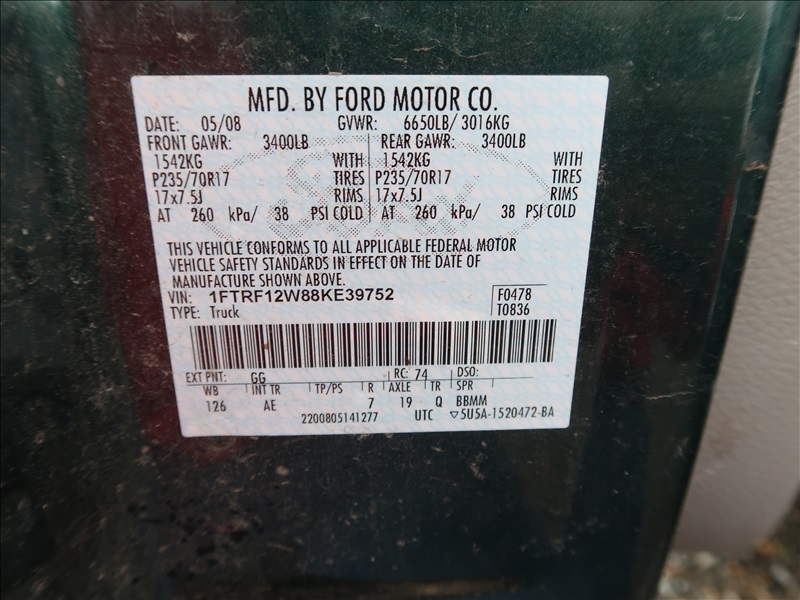 MFD. BY FORD MOTOR CO.
DATE: 05/08 GVWR: 6650LB/ 3016KG
FRONT GAWR: 3400LB REAR GAWR: 3400LB
1542KG WITH 1542KG WITH
P235/70R17 TIRES P235/70R17 TIRES
17x7.5J RIMS 17x7.5J RIMS
AT 260 kPa/ 38 PSI COLD AT 260 kPa/ 38 PSI COLD
THIS VEHICLE CONFORMS TO ALL APPLICABLE FEDERAL MOTOR
VEHICLE SAFETY STANDARDS IN EFFECT ON THE DATE OF
MANUFACTURE SHOWN ABOVE.
VIN: 1FTRF12W88KE39752 F0478
TYPE: Truck T0836
EXT PNT: GG RC: 74 DSO:
WB INT TR TP/PS R AXLE TR SPR
126 AE 7 19 Q BBMM
2200805141277 UTC ▽5U5A-1520472-BA